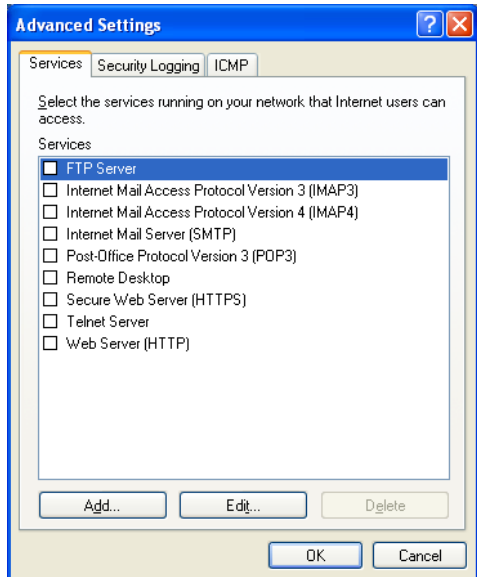 Advanced Settings
Services Security Logging ICMP
Select the services running on your network that Internet users can
access.
Services
FTP Server
Internet Mail Access Protocol Version 3 (IMAP3)
Internet Mail Access Protocol Version 4 (IMAP4)
Internet Mail Server (SMTP)
Post-Office Protocol Version 3 (POP3)
Remote Desktop
Secure Web Server (HTTPS)
Telnet Server
Web Server (HTTP)
Add... Edit... Delete
OK Cancel